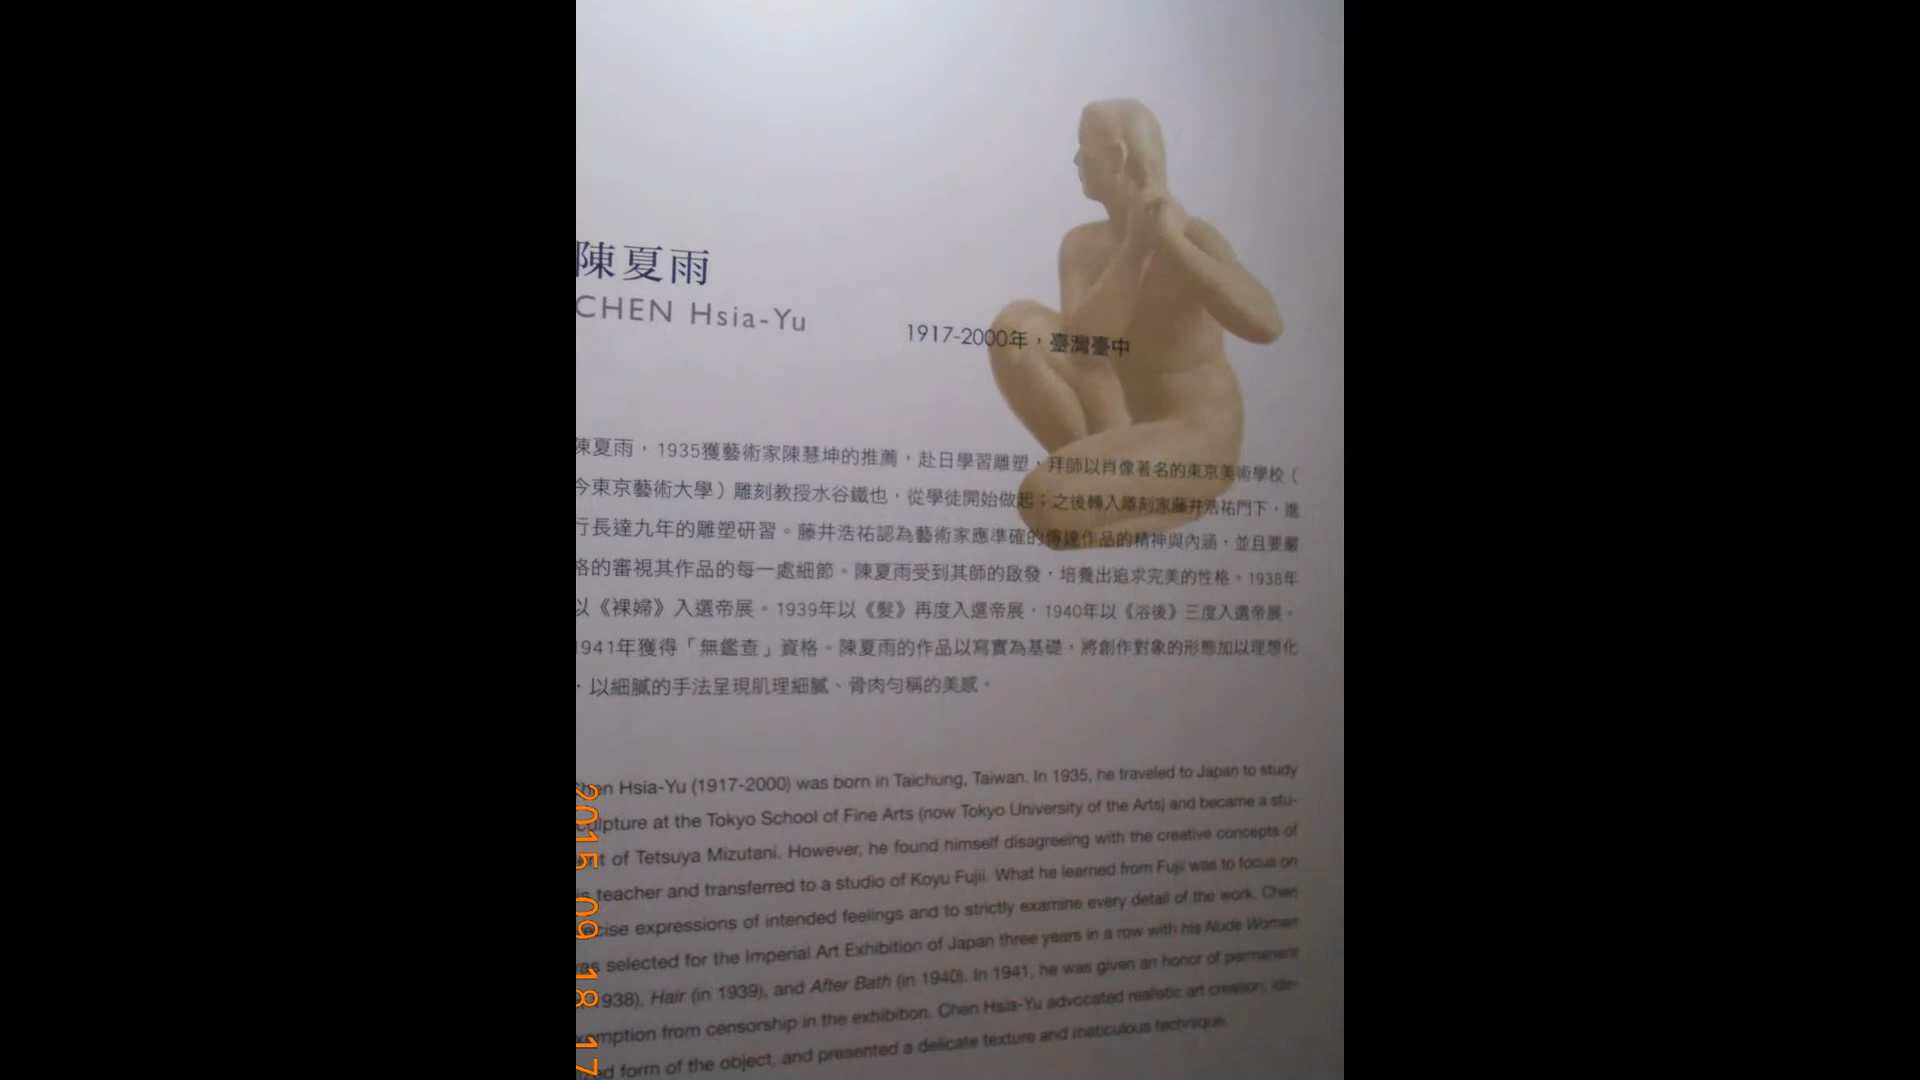 陳夏雨
CHEN Hsia-Yu
1917-2000年，臺灣臺中
陳夏雨，1935獲藝術家陳慧坤的推薦，赴日學習雕塑，拜師以肖像著名的東京美術學校（
今東京藝術大學）雕刻教授水谷鐵也，從學徒開始做起；之後轉入雕刻家藤井浩祐門下，進
行長達九年的雕塑研習。藤井浩祐認為藝術家應準確的傳達作品的精神與內涵，並且要嚴
格的審視其作品的每一處細節。陳夏雨受到其師的啟發，培養出追求完美的性格。1938年
以《裸婦》入選帝展。1939年以《髮》再度入選帝展，1940年以《浴後》三度入選帝展。
1941年獲得「無鑑查」資格。陳夏雨的作品以寫實為基礎，將創作對象的形態加以理想化
，以細膩的手法呈現肌理細膩、骨肉勻稱的美感。
Chen Hsia-Yu (1917-2000) was born in Taichung, Taiwan. In 1935, he traveled to Japan to study
sculpture at the Tokyo School of Fine Arts (now Tokyo University of the Arts) and became a stu-
of Tetsuya Mizutani. However, he found himself disagreeing with the creative concepts of
teacher and transferred to a studio of Koyu Fujii. What he learned from Fujii was to focus on
expressions of intended feelings and to strictly examine every detail of the work. Chen
was selected for the Imperial Art Exhibition of Japan three years in a row with his Nude Woman
1938), Hair (in 1939), and After Bath (in 1940). In 1941, he was given an honor of permanent
exemption from censorship in the exhibition. Chen Hsia-Yu advocated realistic art creation, ide-
form of the object, and presented a delicate texture and meticulous technique.
2015 09 18 17